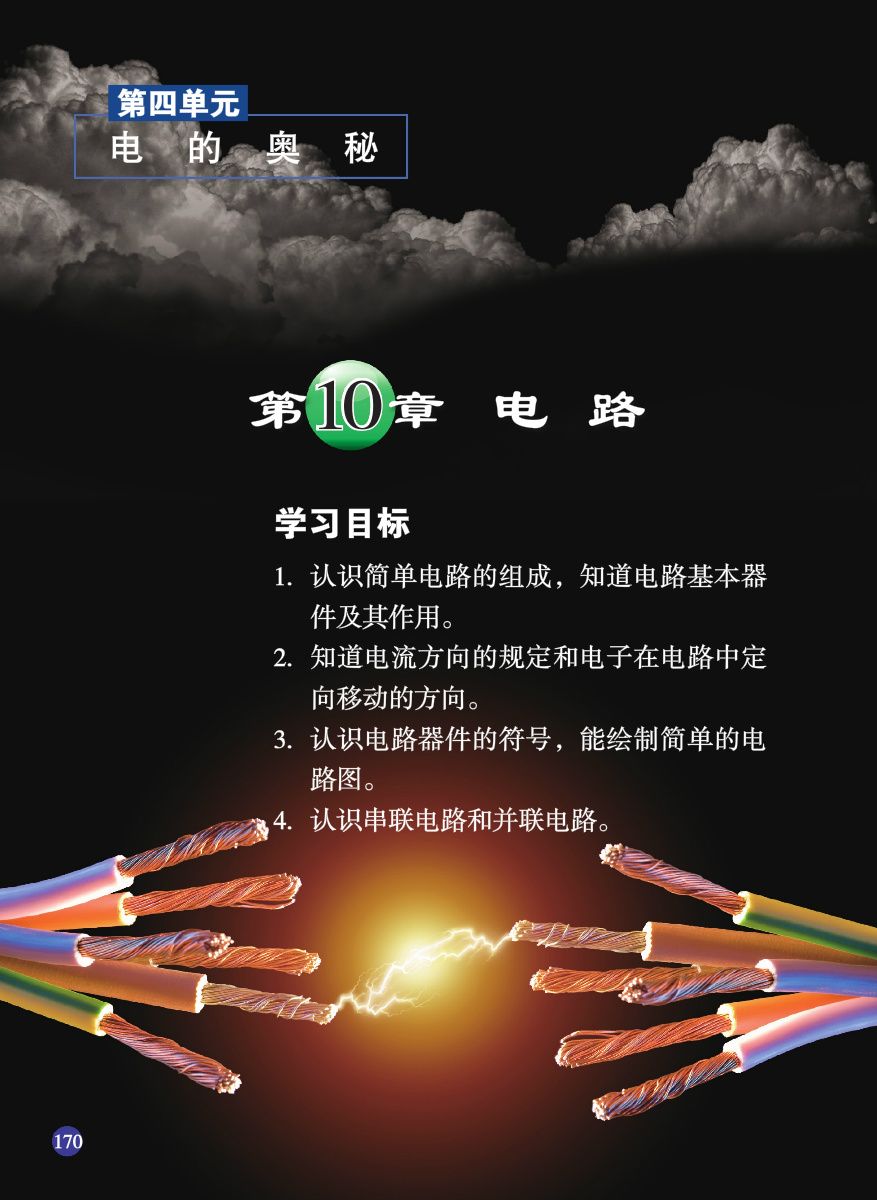 第四单元
电的奥秘
第10章 电路
学习目标
1. 认识简单电路的组成，知道电路基本器
件及其作用。
2. 知道电流方向的规定和电子在电路中定
向移动的方向。
3. 认识电路器件的符号，能绘制简单的电
路图。
4. 认识串联电路和并联电路。
170